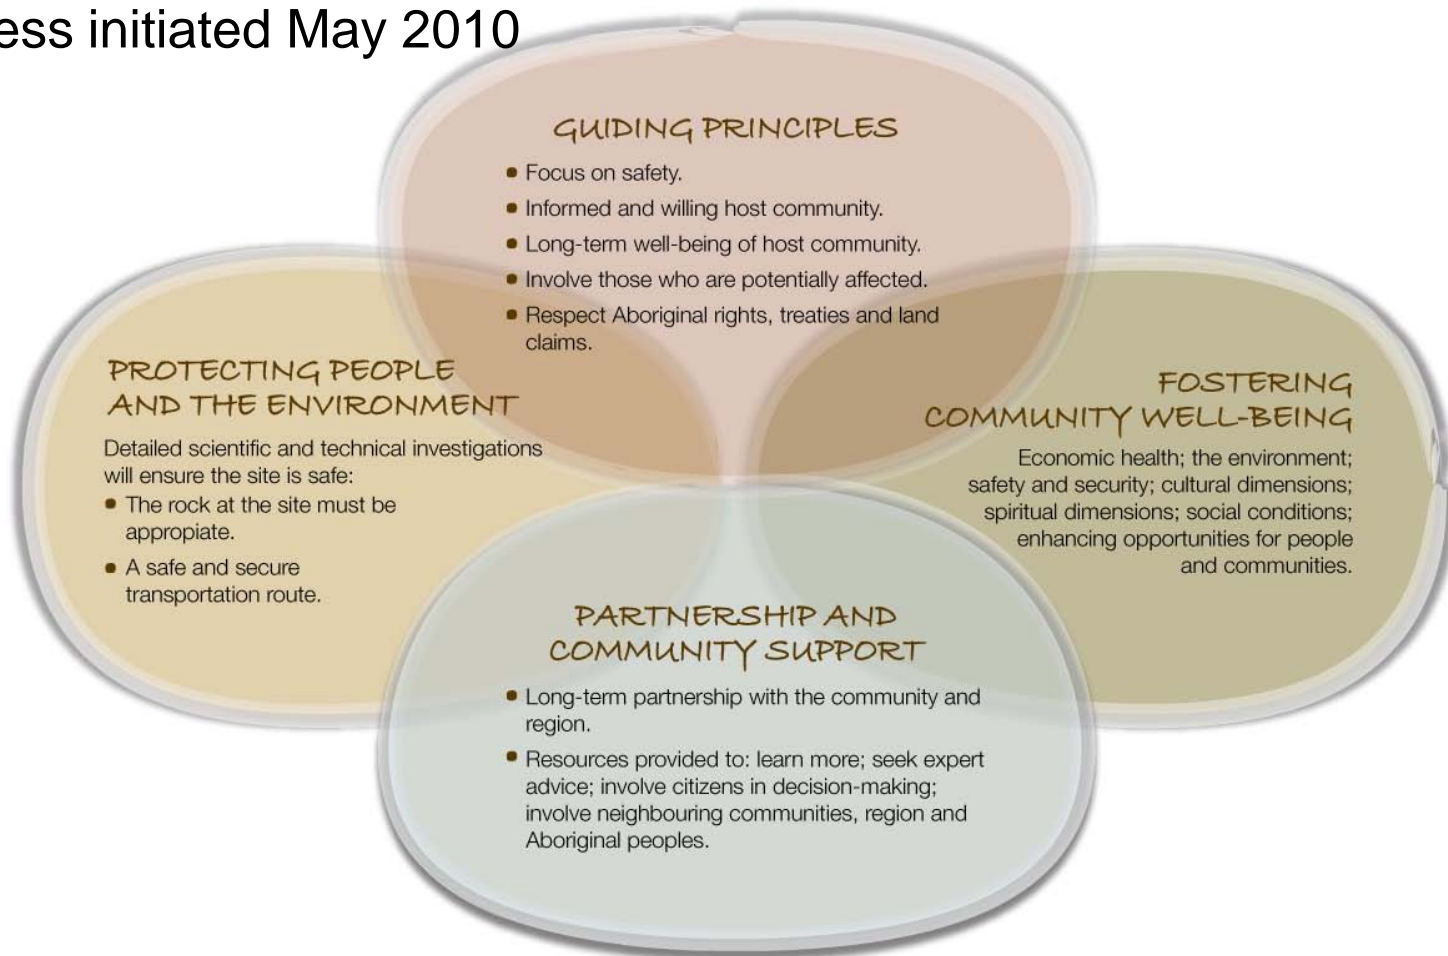 ess initiated May 2010
GUIDING PRINCIPLES
• Focus on safety.
• Informed and willing host community.
• Long-term well-being of host community.
• Involve those who are potentially affected.
• Respect Aboriginal rights, treaties and land
claims.
PROTECTING PEOPLE
AND THE ENVIRONMENT
Detailed scientific and technical investigations
will ensure the site is safe:
• The rock at the site must be
appropiate.
• A safe and secure
transportation route.
FOSTERING
COMMUNITY WELL-BEING
Economic health; the environment;
safety and security; cultural dimensions;
spiritual dimensions; social conditions;
enhancing opportunities for people
and communities.
PARTNERSHIP AND
COMMUNITY SUPPORT
• Long-term partnership with the community and
region.
• Resources provided to: learn more; seek expert
advice; involve citizens in decision-making;
involve neighbouring communities, region and
Aboriginal peoples.